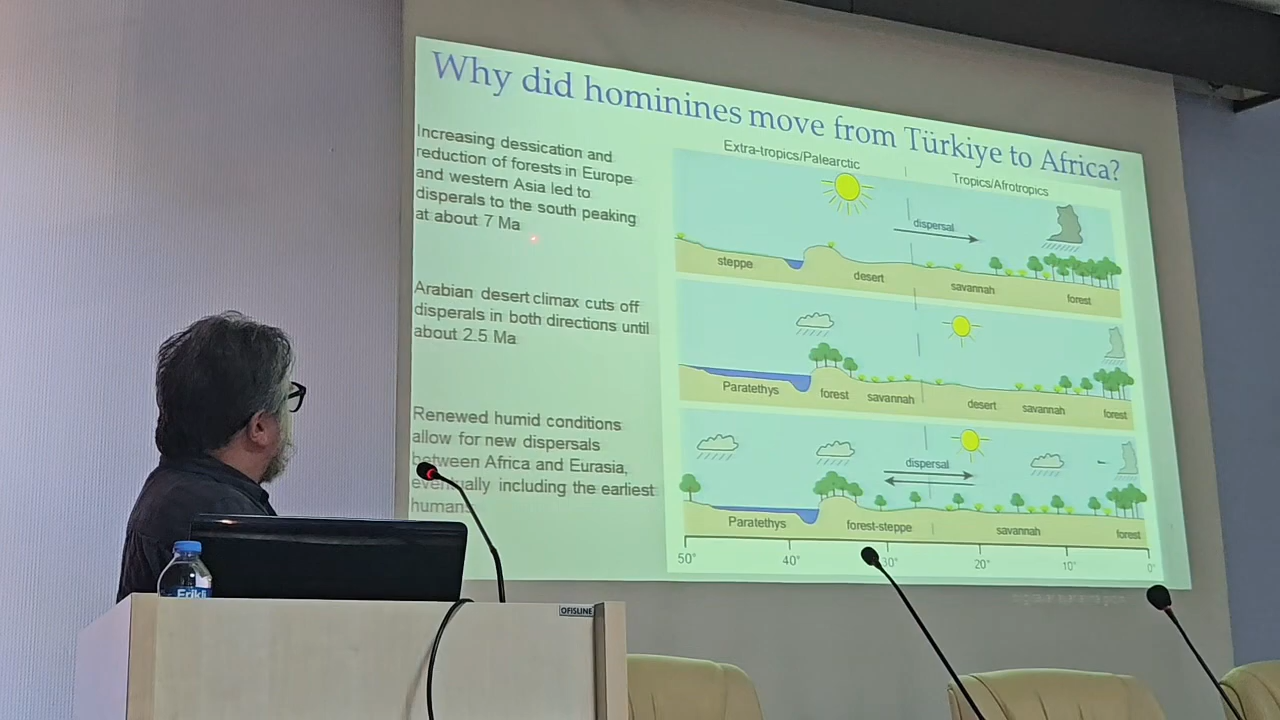 Why did hominines move from Türkiye to Africa?
Increasing dessication and
reduction of forests in Europe
and western Asia led to
disperals to the south peaking
at about 7 Ma
Arabian desert climax cuts off
disperals in both directions until
about 2.5 Ma
Renewed humid conditions
allow for new dispersals
between Africa and Eurasia,
eventually including the earliest
humans
Extra-tropics/Palearctic
Tropics/Afrotropics
dispersal
steppe
desert
savannah
forest
Paratethys
forest
savannah
desert
savannah
forest
dispersal
Paratethys
forest-steppe
savannah
forest
50°
40°
30°
20°
10°
0°
Erikli
OFISLINE